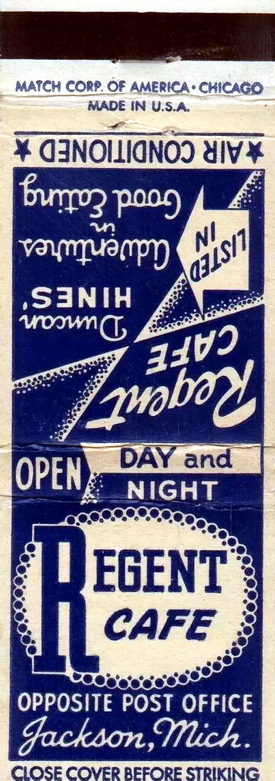 MATCH CORP. OF AMERICA • CHICAGO
MADE IN U.S.A.
★ AIR CONDITIONED ★
LISTED
IN
Duncan
HINES'
Adventures
in
Good Eating
Regent
CAFE
OPEN
DAY and
NIGHT
REGENT
CAFE
OPPOSITE POST OFFICE
Jackson, Mich.
CLOSE COVER BEFORE STRIKING